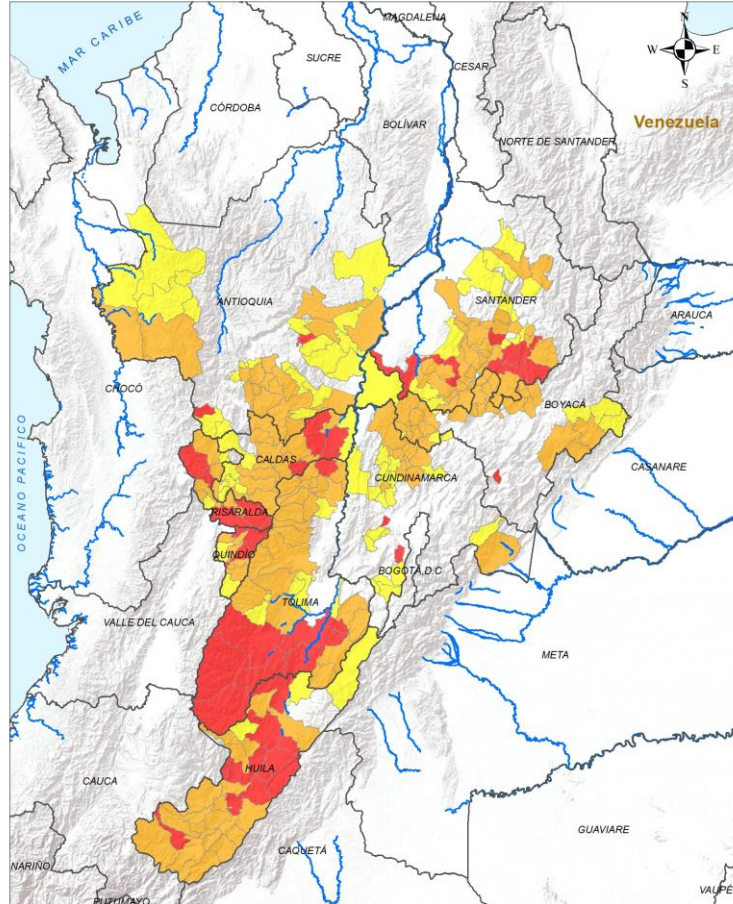 MAGDALENA
N
MAR CARIBE
SUCRE
W
E
CESAR
S
CÓRDOBA
BOLÍVAR
Venezuela
NORTE DE SANTANDER
ANTIOQUIA
SANTANDER
ARAUCA
CHOCÓ
BOYACÁ
OCEANO PACIFICO
CALDAS
CUNDINAMARCA
CASANARE
RISARALDA
QUINDÍO
BOGOTÁ, D.C
TOLIMA
VALLE DEL CAUCA
META
HUILA
CAUCA
GUAVIARE
CAQUETÁ
NARIÑO
PUTUMAYO
VAUPÉ